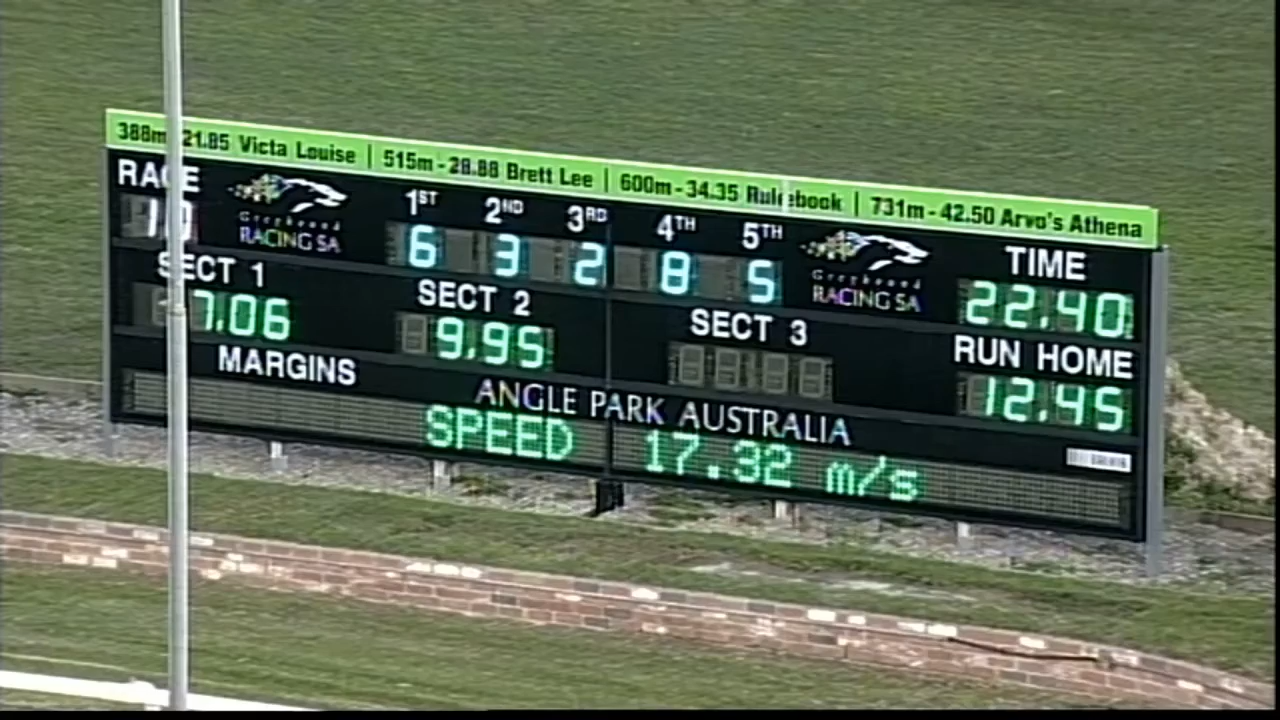 388m - 21.85 Victa Louise | 515m - 28.88 Brett Lee | 600m - 34.35 Rulebook | 731m - 42.50 Arvo's Athena
RACE 1ST 2ND 3RD 4TH 5TH TIME
10 Greyhound RACING SA 6 3 2 8 5 Greyhound RACING SA 22.40
SECT 1 SECT 2 SECT 3 RUN HOME
7.06 9.95 12.45
MARGINS ANGLE PARK AUSTRALIA
SPEED 17.32 m/s